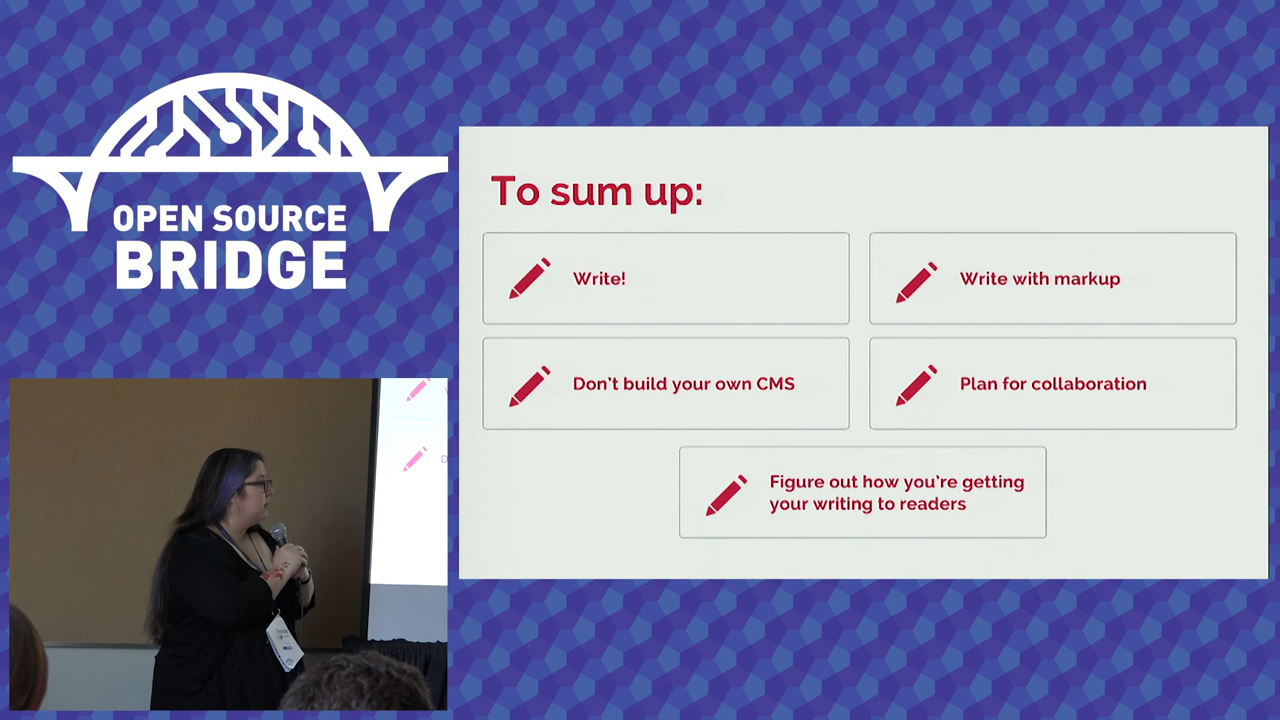 OPEN SOURCE
BRIDGE
To sum up:
Write!
Write with markup
Don't build your own CMS
Plan for collaboration
Figure out how you're getting
your writing to readers